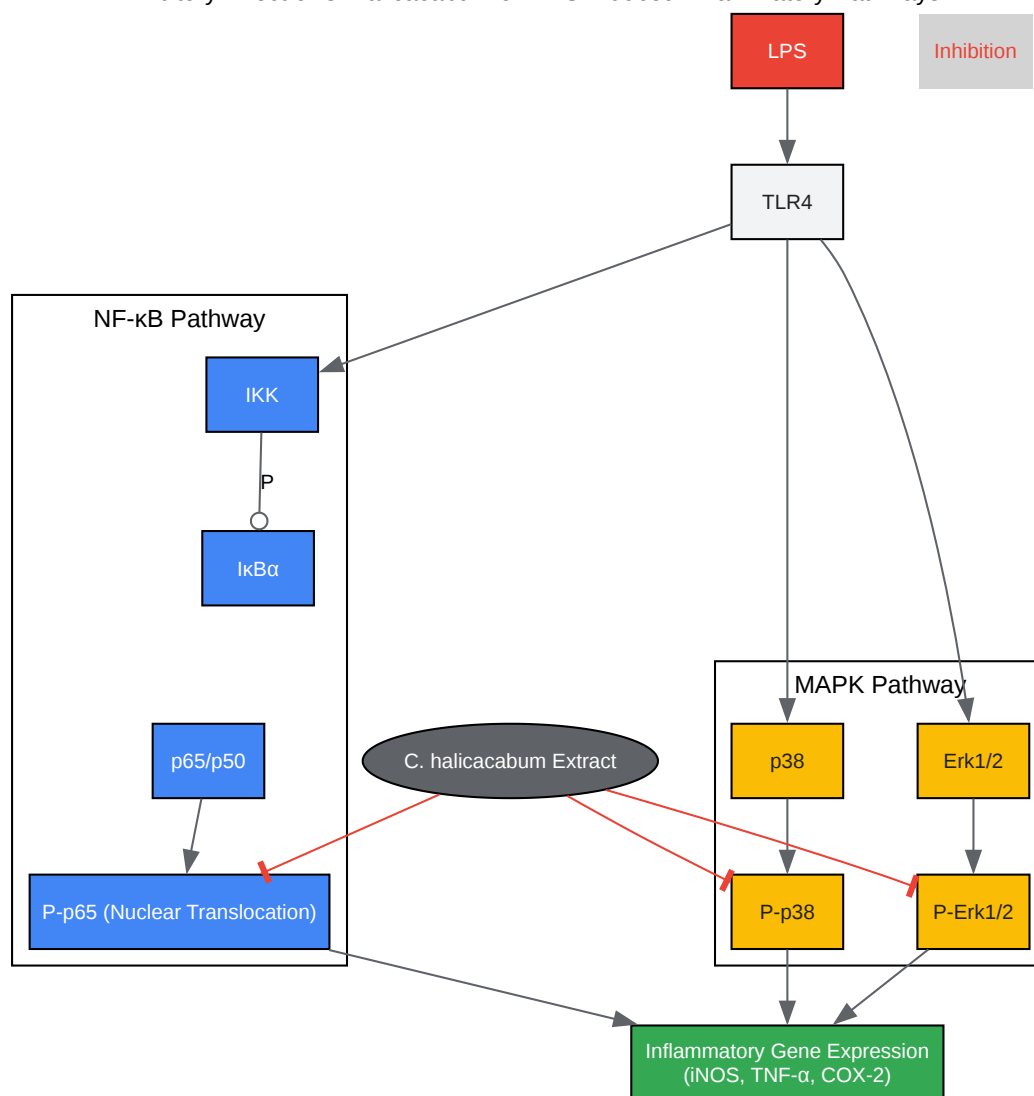 LPS
Inhibition
TLR4
NF-κB Pathway
IKK
P
IκBα
MAPK Pathway
p65/p50
C. halicacabum Extract
p38
Erk1/2
P-p65 (Nuclear Translocation)
P-p38
P-Erk1/2
Inflammatory Gene Expression
(iNOS, TNF-α, COX-2)